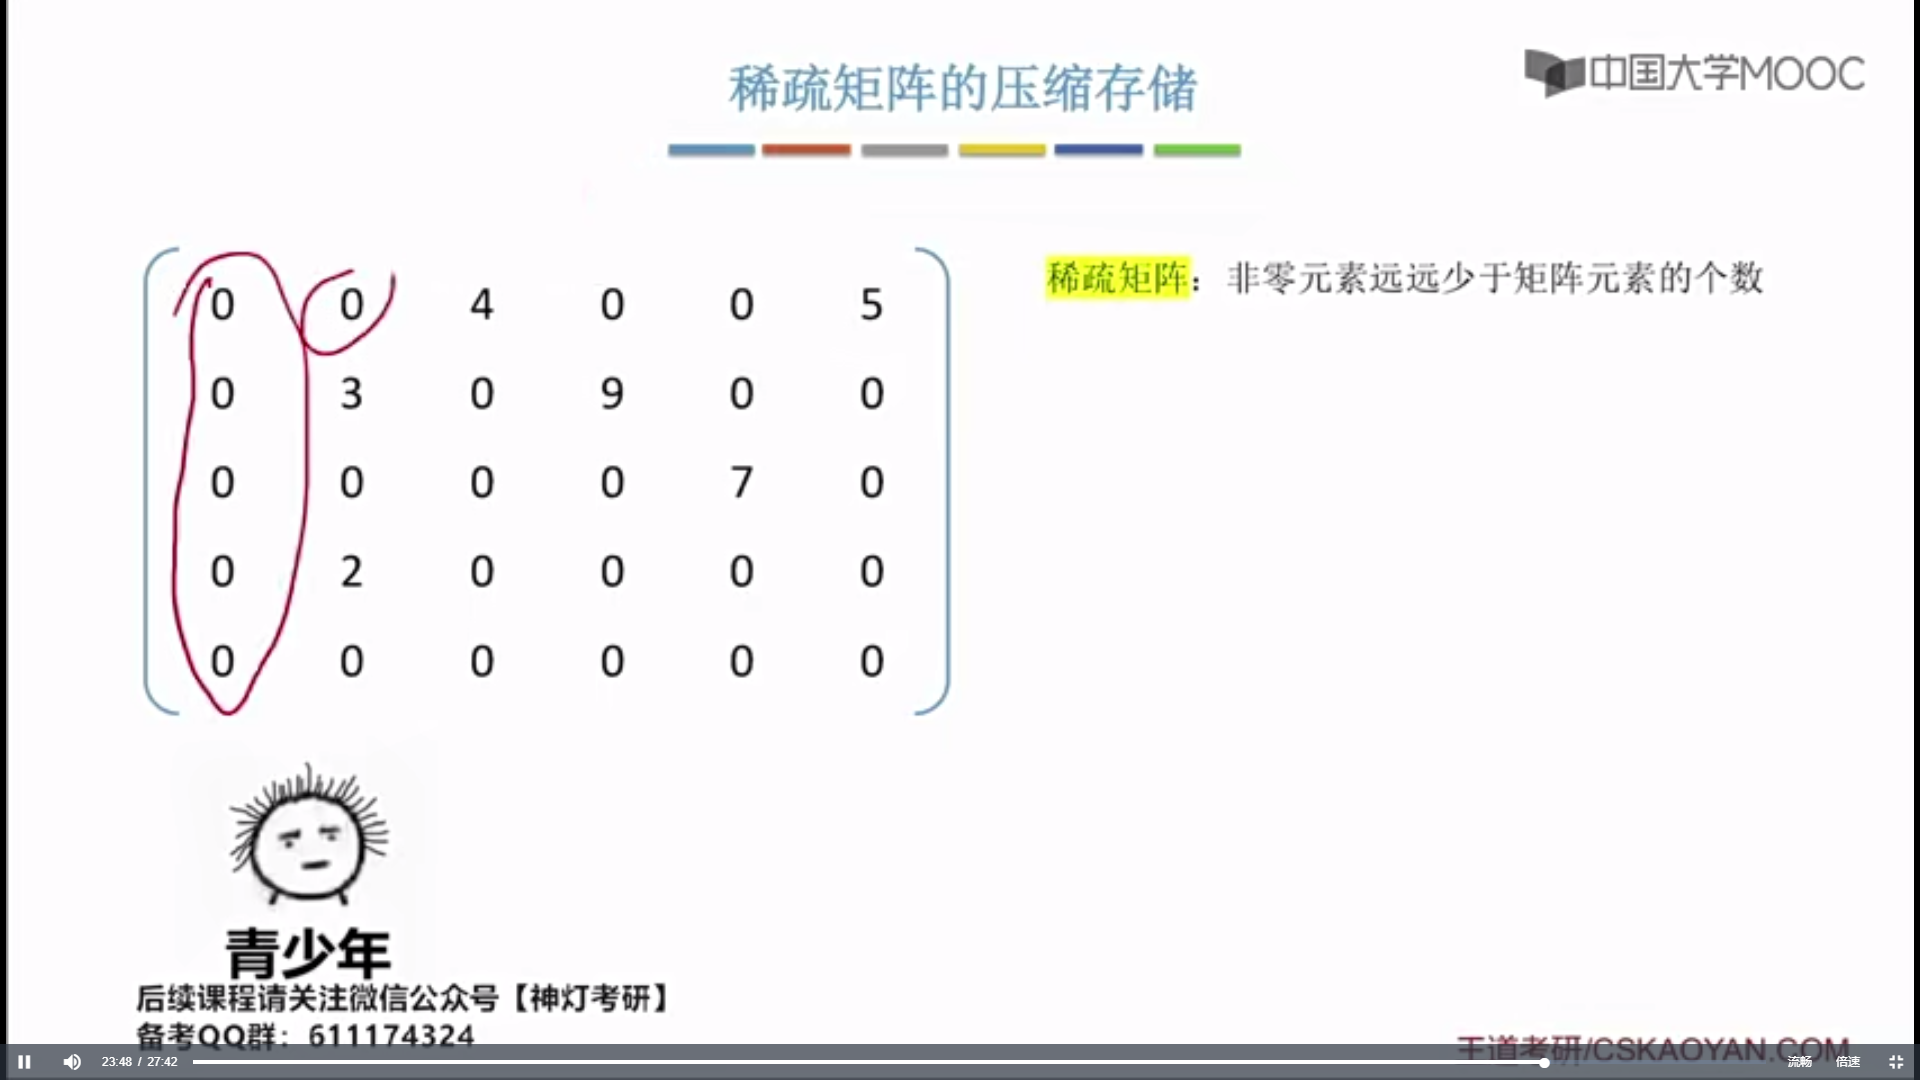 稀疏矩阵的压缩存储
中国大学MOOC
稀疏矩阵：非零元素远远少于矩阵元素的个数
0 0 4 0 0 5
0 3 0 9 0 0
0 0 0 0 7 0
0 2 0 0 0 0
0 0 0 0 0 0
青少年
后续课程请关注微信公众号【神灯考研】
备考QQ群：611174324
王道考研/CSKAOYAN.COM
23:48 / 27:42
流畅 倍速